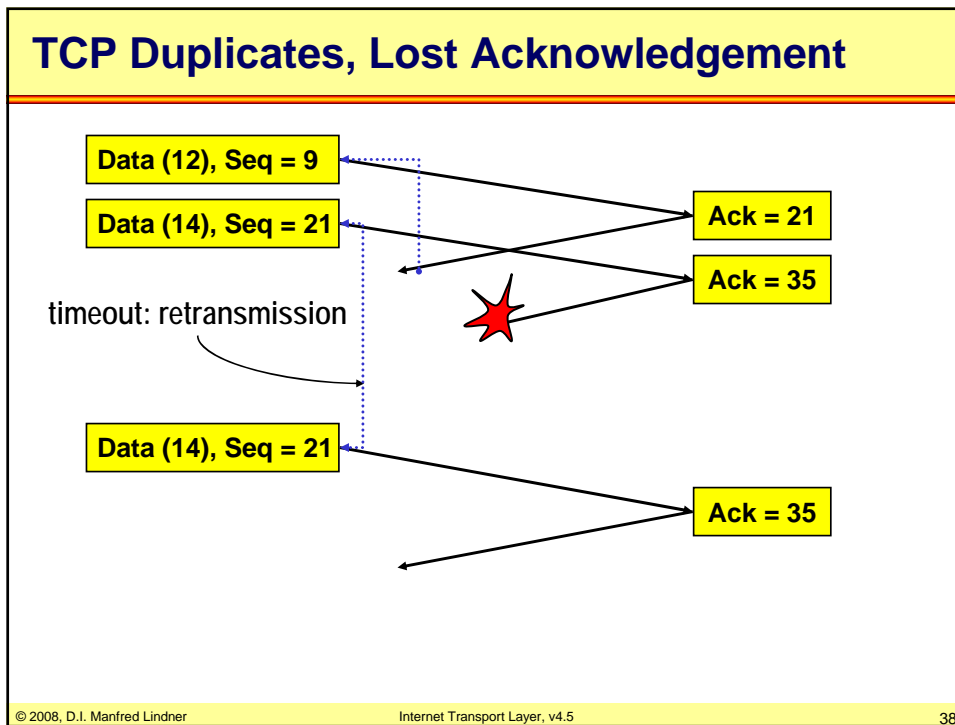 TCP Duplicates, Lost Acknowledgement
Data (12), Seq = 9
Data (14), Seq = 21
Ack = 21
Ack = 35
timeout: retransmission
Data (14), Seq = 21
Ack = 35
© 2008, D.I. Manfred Lindner
Internet Transport Layer, v4.5
38